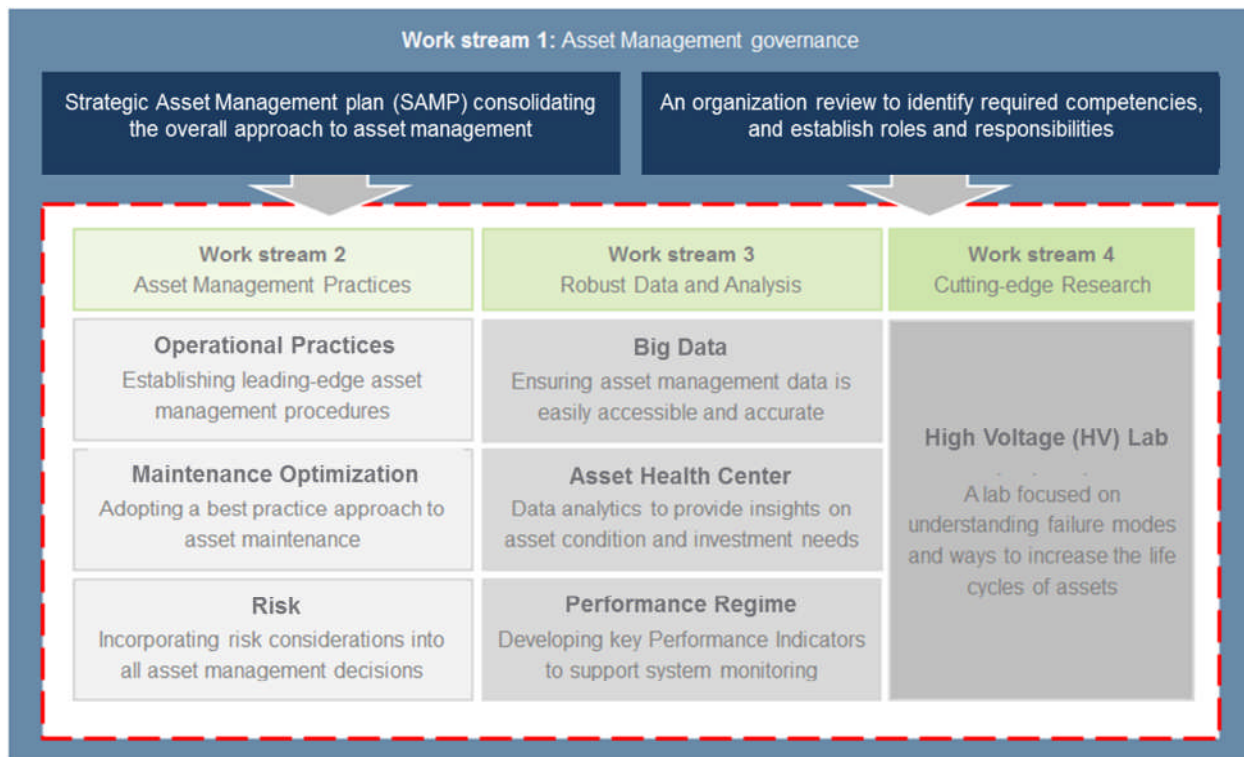 Work stream 1: Asset Management governance
Strategic Asset Management plan (SAMP) consolidating
the overall approach to asset management
An organization review to identify required competencies,
and establish roles and responsibilities
Work stream 2
Asset Management Practices
Operational Practices
Establishing leading-edge asset
management procedures
Maintenance Optimization
Adopting a best practice approach to
asset maintenance
Risk
Incorporating risk considerations into
all asset management decisions
Work stream 3
Robust Data and Analysis
Big Data
Ensuring asset management data is
easily accessible and accurate
Asset Health Center
Data analytics to provide insights on
asset condition and investment needs
Performance Regime
Developing key Performance Indicators
to support system monitoring
Work stream 4
Cutting-edge Research
High Voltage (HV) Lab
A lab focused on
understanding failure modes
and ways to increase the life
cycles of assets